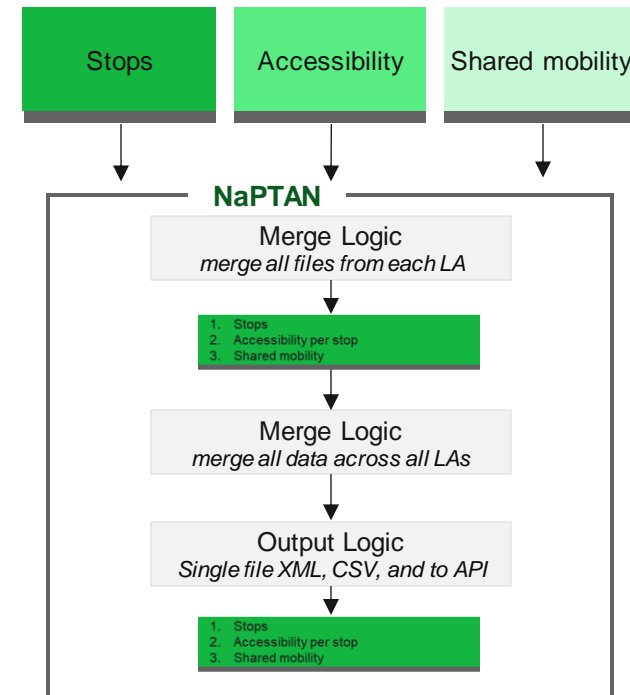 Stops
Accessibility
Shared mobility
NaPTAN
Merge Logic
merge all files from each LA
1. Stops
2. Accessibility per stop
3. Shared mobility
Merge Logic
merge all data across all LAs
Output Logic
Single file XML, CSV, and to API
1. Stops
2. Accessibility per stop
3. Shared mobility